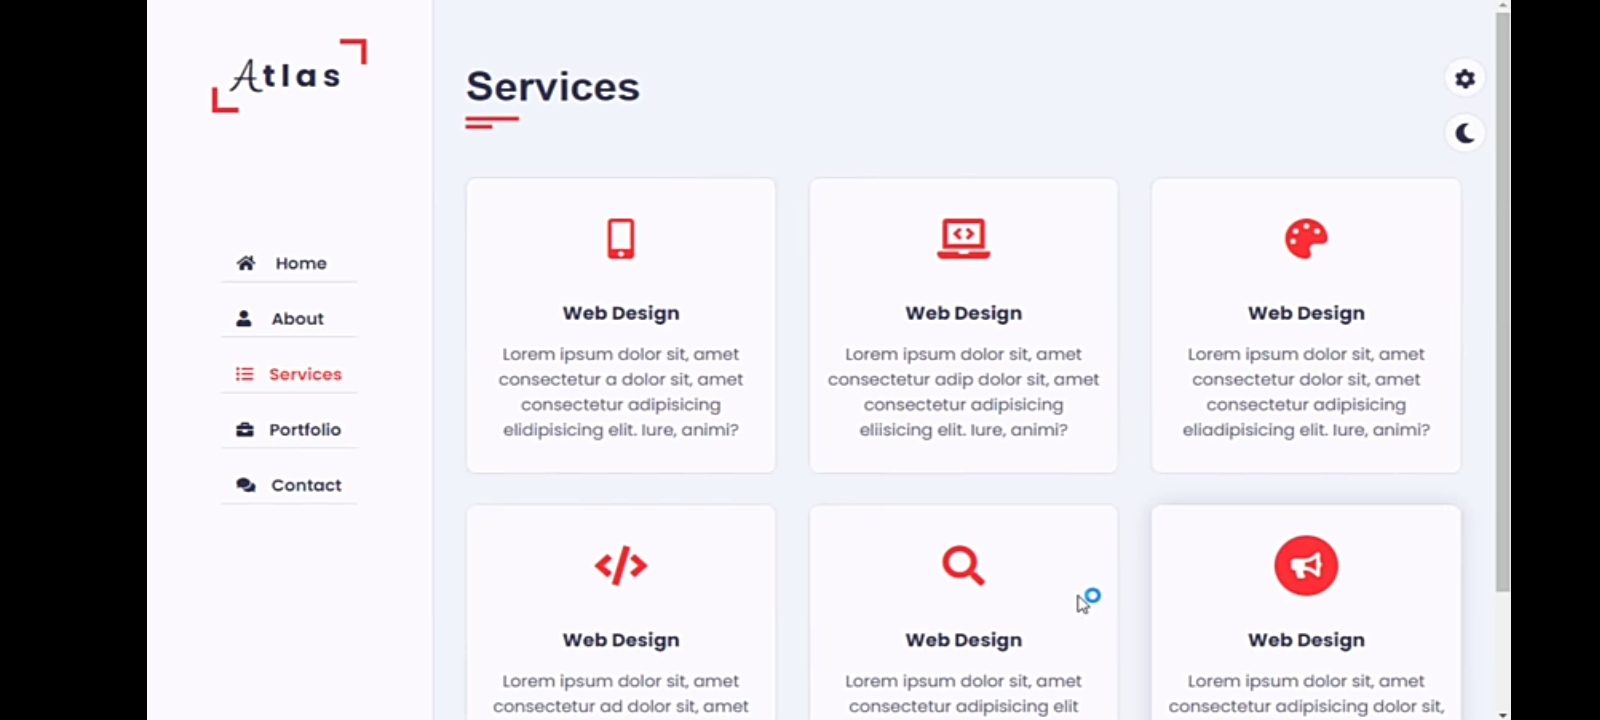 Atlas
Home
About
Services
Portfolio
Contact
Services
Web Design
Lorem ipsum dolor sit, amet
consectetur a dolor sit, amet
consectetur adipisicing
elidipisicing elit. Iure, animi?
Web Design
Lorem ipsum dolor sit, amet
consectetur adip dolor sit, amet
consectetur adipisicing
eliisicing elit. Iure, animi?
Web Design
Lorem ipsum dolor sit, amet
consectetur dolor sit, amet
consectetur adipisicing
eliadipisicing elit. Iure, animi?
Web Design
Lorem ipsum dolor sit, amet
consectetur ad dolor sit, amet
Web Design
Lorem ipsum dolor sit, amet
consectetur adipisicing elit
Web Design
Lorem ipsum dolor sit, amet
consectetur adipisicing dolor sit,